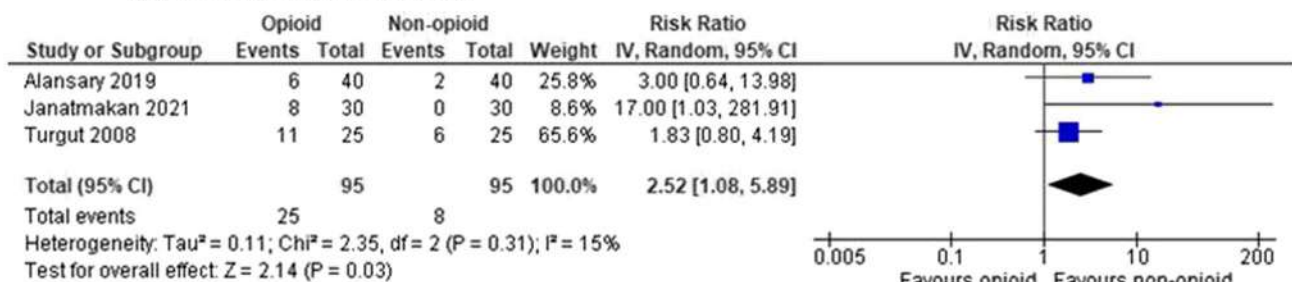 Opioid Non-opioid Risk Ratio Risk Ratio
Study or Subgroup Events Total Events Total Weight IV, Random, 95% CI IV, Random, 95% CI
Alansary 2019 6 40 2 40 25.8% 3.00 [0.64, 13.98]
Janatmakan 2021 8 30 0 30 8.6% 17.00 [1.03, 281.91]
Turgut 2008 11 25 6 25 65.6% 1.83 [0.80, 4.19]
Total (95% CI) 95 95 100.0% 2.52 [1.08, 5.89]
Total events 25 8
Heterogeneity: Tau² = 0.11; Chi² = 2.35, df = 2 (P = 0.31); I² = 15%
Test for overall effect: Z = 2.14 (P = 0.03)
0.005 0.1 1 10 200
Favours opioid Favours non-opioid